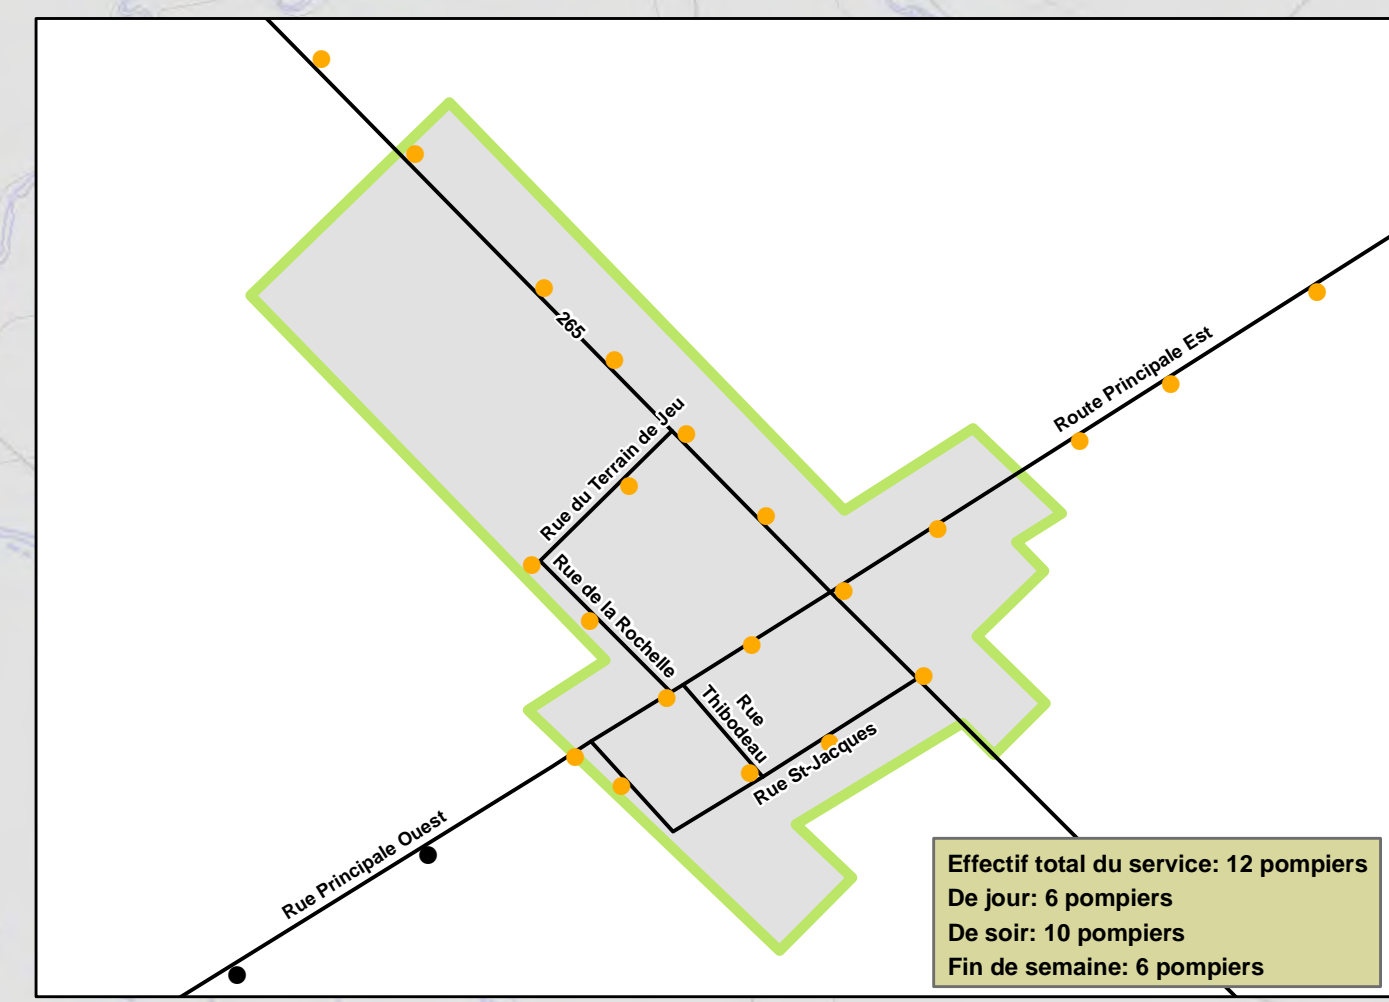 265
Route Principale Est
Rue du Terrain de Jeu
Rue de la Rochelle
Rue
Thibodeau
Rue St-Jacques
Rue Principale Ouest
Effectif total du service: 12 pompiers
De jour: 6 pompiers
De soir: 10 pompiers
Fin de semaine: 6 pompiers